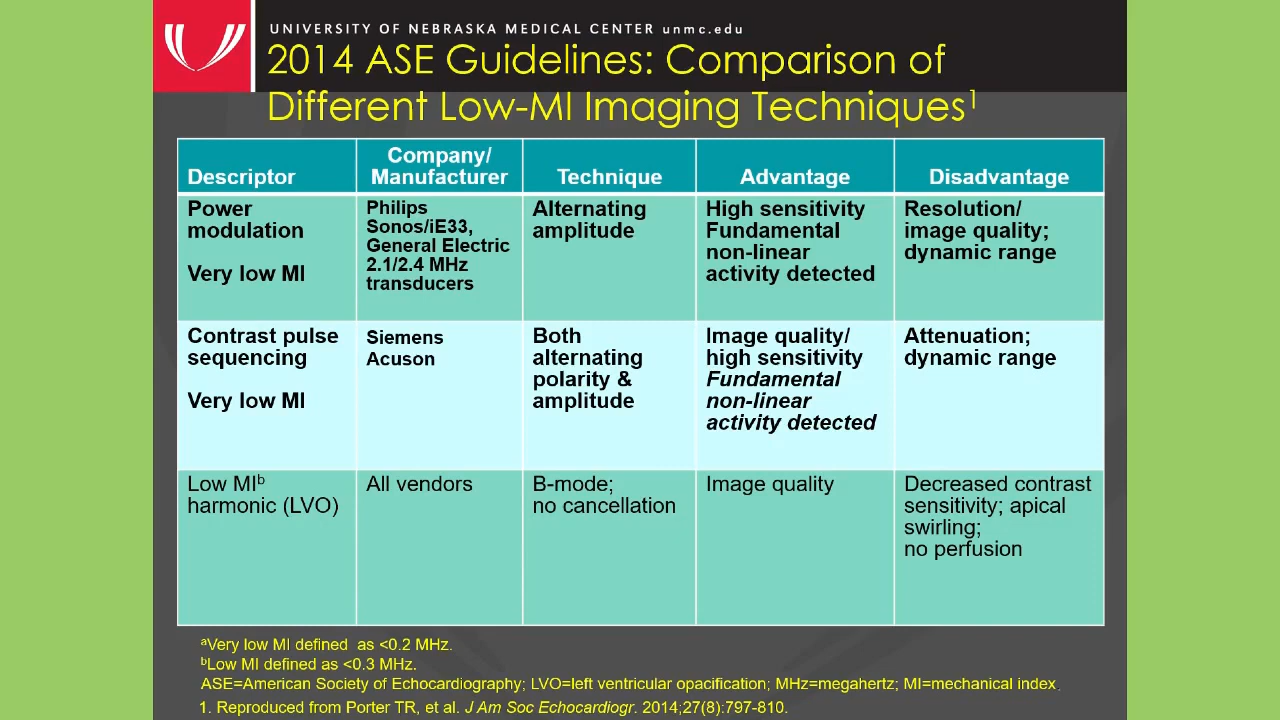 UNIVERSITY OF NEBRASKA MEDICAL CENTER unmc.edu
2014 ASE Guidelines: Comparison of
Different Low-MI Imaging Techniques¹
Descriptor
Company/
Manufacturer
Technique
Advantage
Disadvantage
Power
modulation
Very low MI
Philips
Sonos/iE33,
General Electric
2.1/2.4 MHz
transducers
Alternating
amplitude
High sensitivity
Fundamental
non-linear
activity detected
Resolution/
image quality;
dynamic range
Contrast pulse
sequencing
Very low MI
Siemens
Acuson
Both
alternating
polarity &
amplitude
Image quality/
high sensitivity
Fundamental
non-linear
activity detected
Attenuation;
dynamic range
Low MIᵇ
harmonic (LVO)
All vendors
B-mode;
no cancellation
Image quality
Decreased contrast
sensitivity; apical
swirling;
no perfusion
ᵃVery low MI defined as <0.2 MHz.
ᵇLow MI defined as <0.3 MHz.
ASE=American Society of Echocardiography; LVO=left ventricular opacification; MHz=megahertz; MI=mechanical index.
1. Reproduced from Porter TR, et al. J Am Soc Echocardiogr. 2014;27(8):797-810.